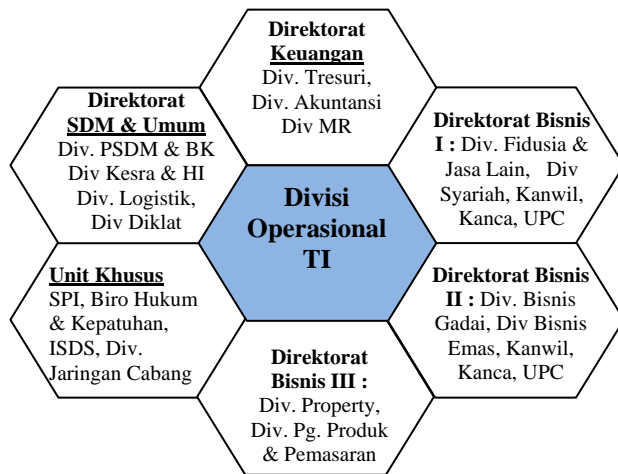 Direktorat
Keuangan
Div. Tresuri,
Div. Akuntansi
Div MR
Direktorat
SDM & Umum
Div. PSDM & BK
Div Kesra & HI
Div. Logistik,
Div Diklat
Direktorat Bisnis
I : Div. Fidusia &
Jasa Lain, Div
Syariah, Kanwil,
Kanca, UPC
Divisi
Operasional
TI
Unit Khusus
SPI, Biro Hukum
& Kepatuhan,
ISDS, Div.
Jaringan Cabang
Direktorat Bisnis
II : Div. Bisnis
Gadai, Div Bisnis
Emas, Kanwil,
Kanca, UPC
Direktorat
Bisnis III :
Div. Property,
Div. Pg. Produk
& Pemasaran